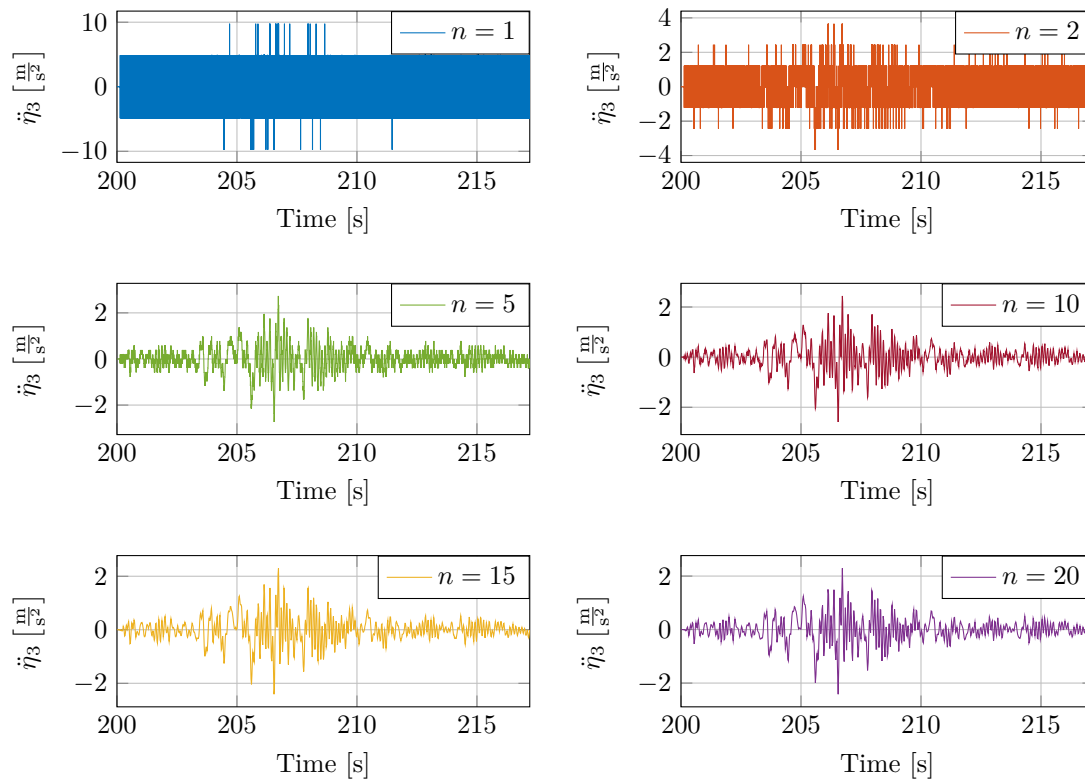 10
0
−10
η̈₃ [m/s²]
n = 1
200 205 210 215
Time [s]
4
2
0
−2
−4
η̈₃ [m/s²]
n = 2
200 205 210 215
Time [s]
2
0
−2
η̈₃ [m/s²]
n = 5
200 205 210 215
Time [s]
2
0
−2
η̈₃ [m/s²]
n = 10
200 205 210 215
Time [s]
2
0
−2
η̈₃ [m/s²]
n = 15
200 205 210 215
Time [s]
2
0
−2
η̈₃ [m/s²]
n = 20
200 205 210 215
Time [s]